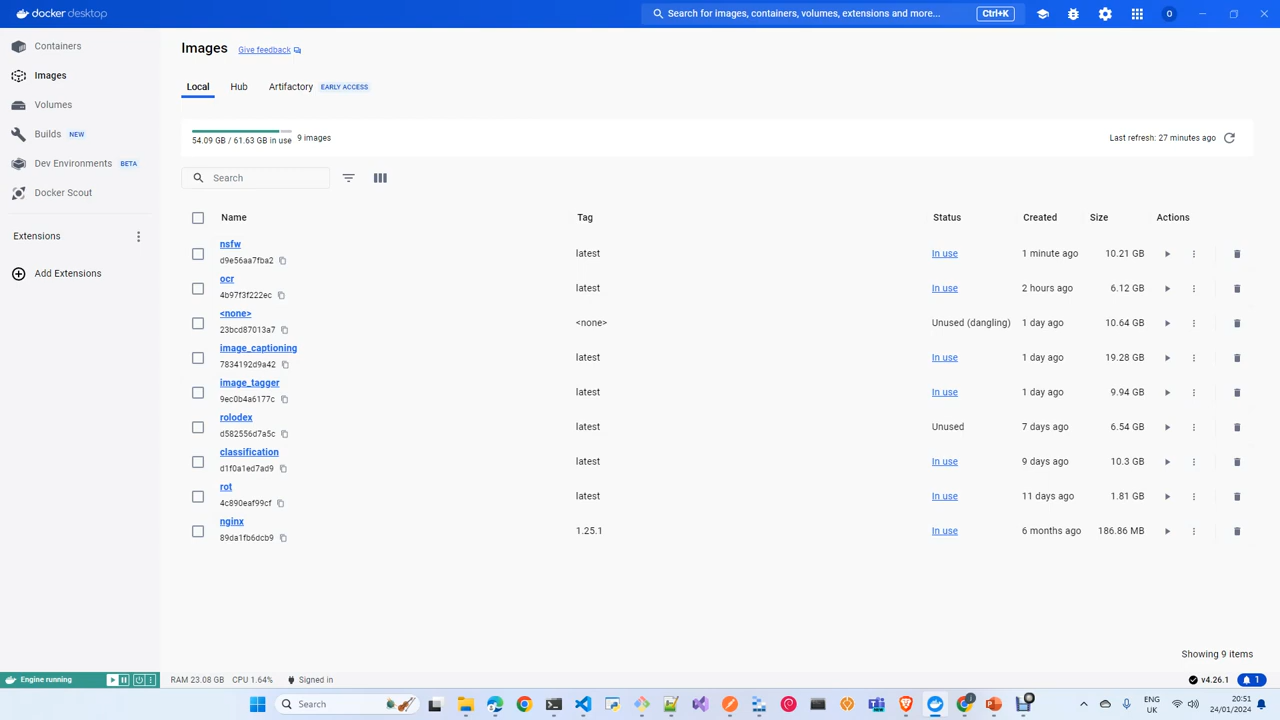 docker desktop
Search for images, containers, volumes, extensions and more...
Ctrl+K
O
Containers
Images
Volumes
Builds NEW
Dev Environments BETA
Docker Scout
Extensions
Add Extensions
Images Give feedback
Local Hub Artifactory EARLY ACCESS
54.09 GB / 61.63 GB in use 9 images
Last refresh: 27 minutes ago
Search
Name Tag Status Created Size Actions
nsfw
d9e56aa7fba2
latest In use 1 minute ago 10.21 GB
ocr
4b97f3f222ec
latest In use 2 hours ago 6.12 GB
<none>
23bcd87013a7
<none> Unused (dangling) 1 day ago 10.64 GB
image_captioning
7834192d9a42
latest In use 1 day ago 19.28 GB
image_tagger
9ec0b4a6177c
latest In use 1 day ago 9.94 GB
rolodex
d582556d7a5c
latest Unused 7 days ago 6.54 GB
classification
d1f0a1ed7ad9
latest In use 9 days ago 10.3 GB
rot
4c890eaf99cf
latest In use 11 days ago 1.81 GB
nginx
89da1fb6dcb9
1.25.1 In use 6 months ago 186.86 MB
Showing 9 items
Engine running
RAM 23.08 GB CPU 1.64% Signed in
v4.26.1
1
Search
ENG
UK
20:51
24/01/2024